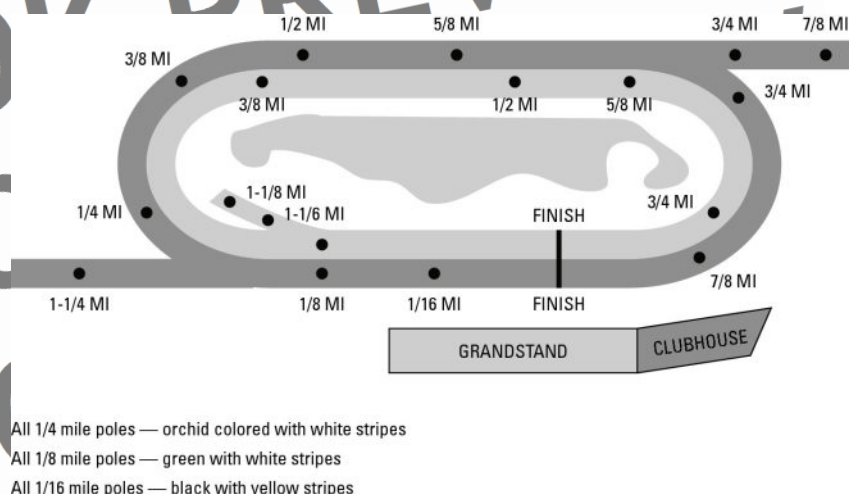 1/2 MI
5/8 MI
3/4 MI
7/8 MI
3/8 MI
3/4 MI
3/8 MI
1/2 MI
5/8 MI
1-1/8 MI
1-1/6 MI
3/4 MI
1/4 MI
FINISH
7/8 MI
1-1/4 MI
1/8 MI
1/16 MI
FINISH
GRANDSTAND
CLUBHOUSE
All 1/4 mile poles — orchid colored with white stripes
All 1/8 mile poles — green with white stripes
All 1/16 mile poles — black with yellow stripes